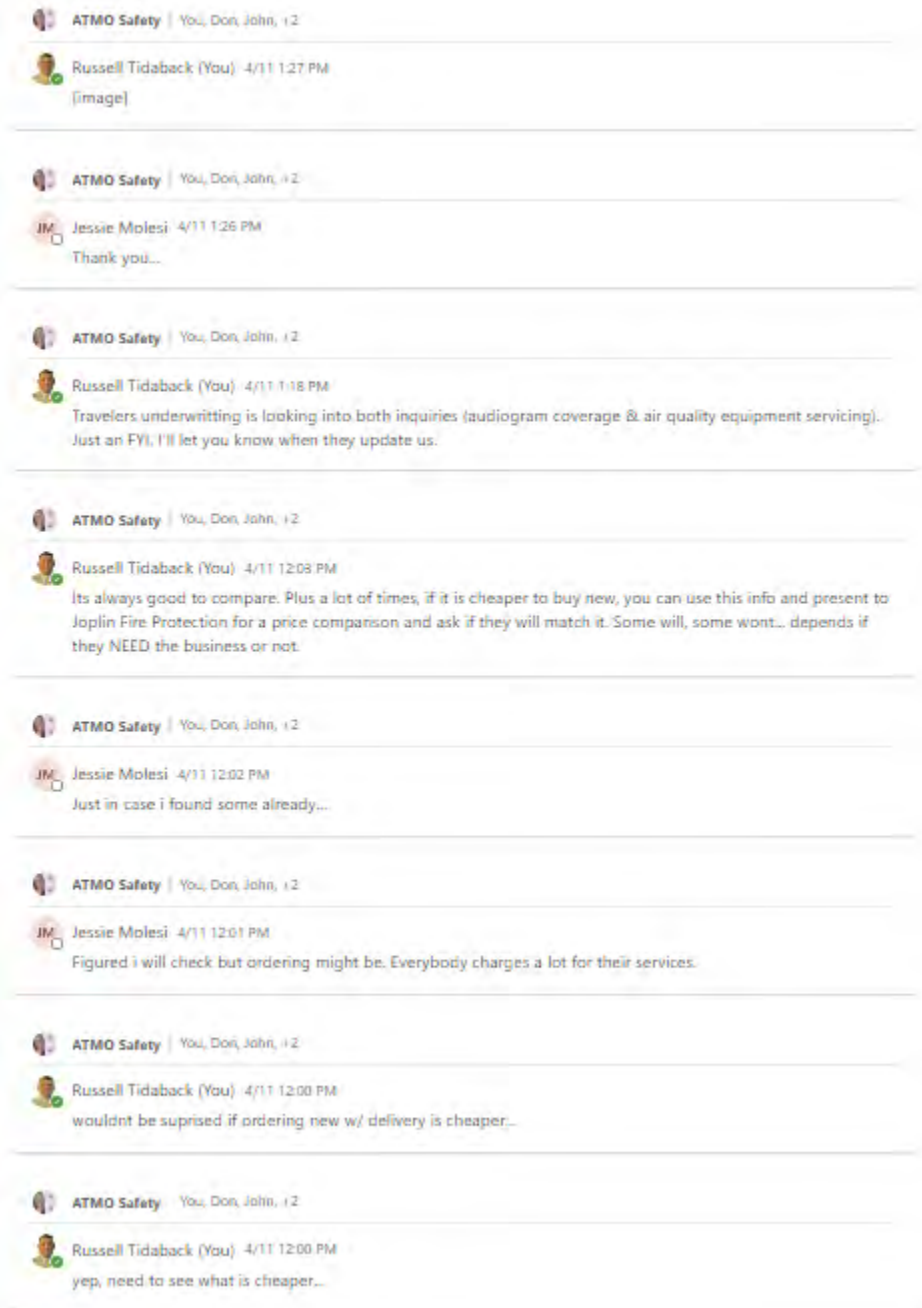 ATMO Safety | You, Don, John, +2
Russell Tidaback (You) 4/11 1:27 PM
[image]
ATMO Safety | You, Don, John, +2
JM Jessie Molesi 4/11 1:26 PM
Thank you...
ATMO Safety | You, Don, John, +2
Russell Tidaback (You) 4/11 1:18 PM
Travelers underwritting is looking into both inquiries (audiogram coverage & air quality equipment servicing).
Just an FYI. I'll let you know when they update us.
ATMO Safety | You, Don, John, +2
Russell Tidaback (You) 4/11 12:03 PM
Its always good to compare. Plus a lot of times, if it is cheaper to buy new, you can use this info and present to
Joplin Fire Protection for a price comparison and ask if they will match it. Some will, some wont... depends if
they NEED the business or not.
ATMO Safety | You, Don, John, +2
JM Jessie Molesi 4/11 12:02 PM
Just in case i found some already...
ATMO Safety | You, Don, John, +2
JM Jessie Molesi 4/11 12:01 PM
Figured i will check but ordering might be. Everybody charges a lot for their services.
ATMO Safety | You, Don, John, +2
Russell Tidaback (You) 4/11 12:00 PM
wouldnt be suprised if ordering new w/ delivery is cheaper...
ATMO Safety You, Don, John, +2
Russell Tidaback (You) 4/11 12:00 PM
yep, need to see what is cheaper...